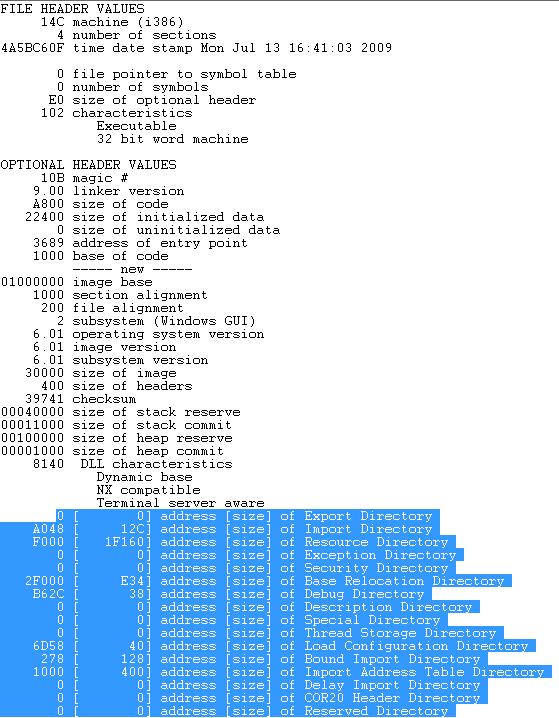 FILE HEADER VALUES
14C machine (i386)
4 number of sections
4A5BC60F time date stamp Mon Jul 13 16:41:03 2009
0 file pointer to symbol table
0 number of symbols
E0 size of optional header
102 characteristics
Executable
32 bit word machine
OPTIONAL HEADER VALUES
10B magic #
9.00 linker version
A800 size of code
22400 size of initialized data
0 size of uninitialized data
3689 address of entry point
1000 base of code
----- new -----
01000000 image base
1000 section alignment
200 file alignment
2 subsystem (Windows GUI)
6.01 operating system version
6.01 image version
6.01 subsystem version
30000 size of image
400 size of headers
39741 checksum
00040000 size of stack reserve
00011000 size of stack commit
00100000 size of heap reserve
00001000 size of heap commit
8140 DLL characteristics
Dynamic base
NX compatible
Terminal server aware
0 [ 0] address [size] of Export Directory
A048 [ 12C] address [size] of Import Directory
F000 [ 1F160] address [size] of Resource Directory
0 [ 0] address [size] of Exception Directory
0 [ 0] address [size] of Security Directory
2F000 [ E34] address [size] of Base Relocation Directory
B62C [ 38] address [size] of Debug Directory
0 [ 0] address [size] of Description Directory
0 [ 0] address [size] of Special Directory
0 [ 0] address [size] of Thread Storage Directory
6D58 [ 40] address [size] of Load Configuration Directory
278 [ 128] address [size] of Bound Import Directory
1000 [ 400] address [size] of Import Address Table Directory
0 [ 0] address [size] of Delay Import Directory
0 [ 0] address [size] of COR20 Header Directory
0 [ 0] address [size] of Reserved Directory